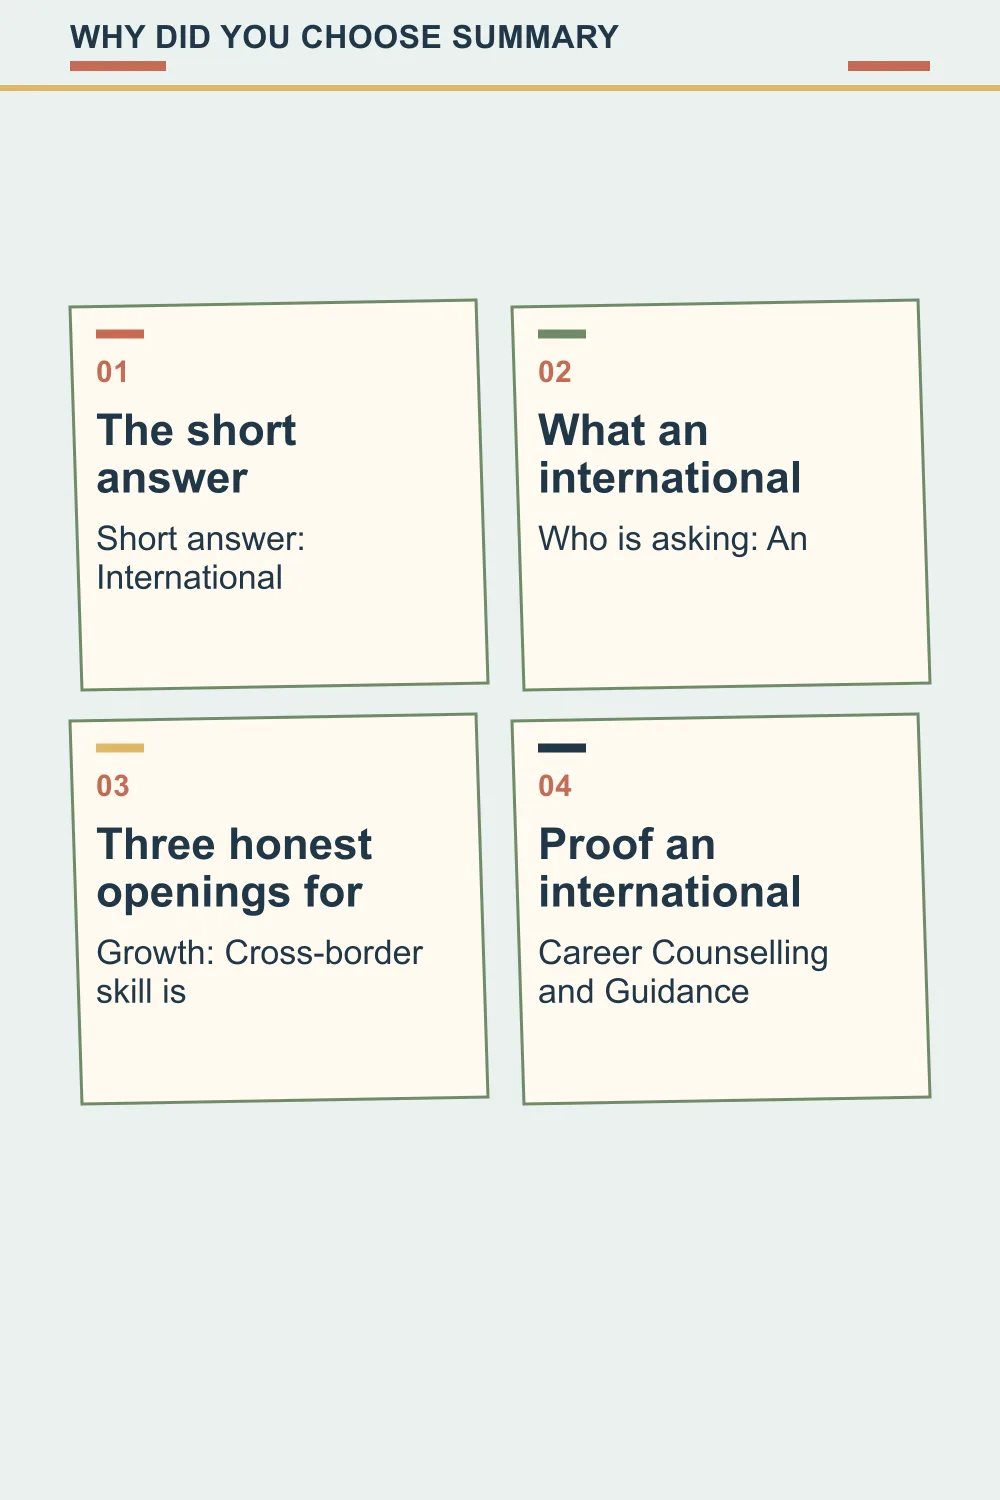 WHY DID YOU CHOOSE SUMMARY
01
The short
answer
Short answer:
International
02
What an
international
Who is asking: An
03
Three honest
openings for
Growth: Cross-border
skill is
04
Proof an
international
Career Counselling
and Guidance